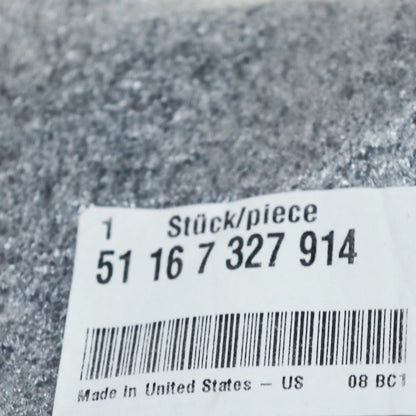 1 Stück/piece
51 16 7 327 914
Made In United States – US 08 BC1